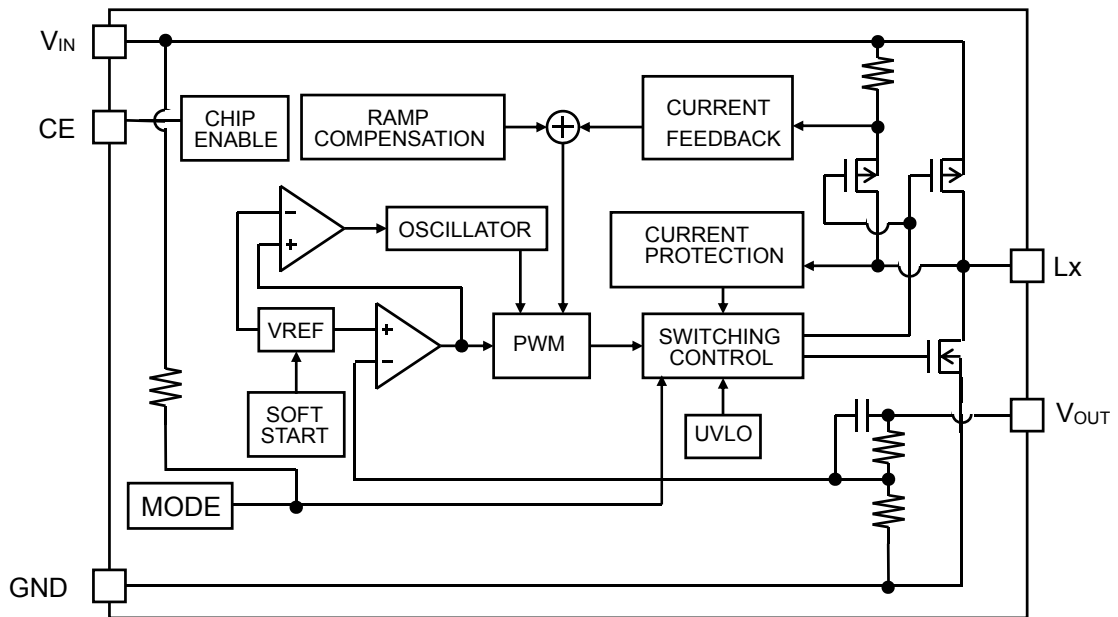 VIN
CE
CHIP
ENABLE
RAMP
COMPENSATION
+
CURRENT
FEEDBACK
−
+
OSCILLATOR
CURRENT
PROTECTION
Lx
VREF
+
−
PWM
SWITCHING
CONTROL
SOFT
START
UVLO
VOUT
MODE
GND